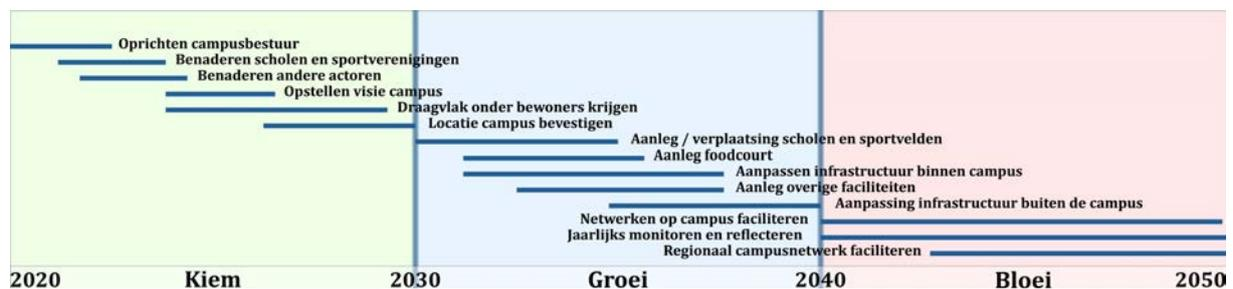 Oprichten campusbestuur
Benaderen scholen en sportverenigingen
Benaderen andere actoren
Opstellen visie campus
Draagvlak onder bewoners krijgen
Locatie campus bevestigen
Aanleg / verplaatsing scholen en sportvelden
Aanleg foodcourt
Aanpassen infrastructuur binnen campus
Aanleg overige faciliteiten
Aanpassing infrastructuur buiten de campus
Netwerken op campus faciliteren
Jaarlijks monitoren en reflecteren
Regionaal campusnetwerk faciliteren
2020 Kiem 2030 Groei 2040 Bloei 2050